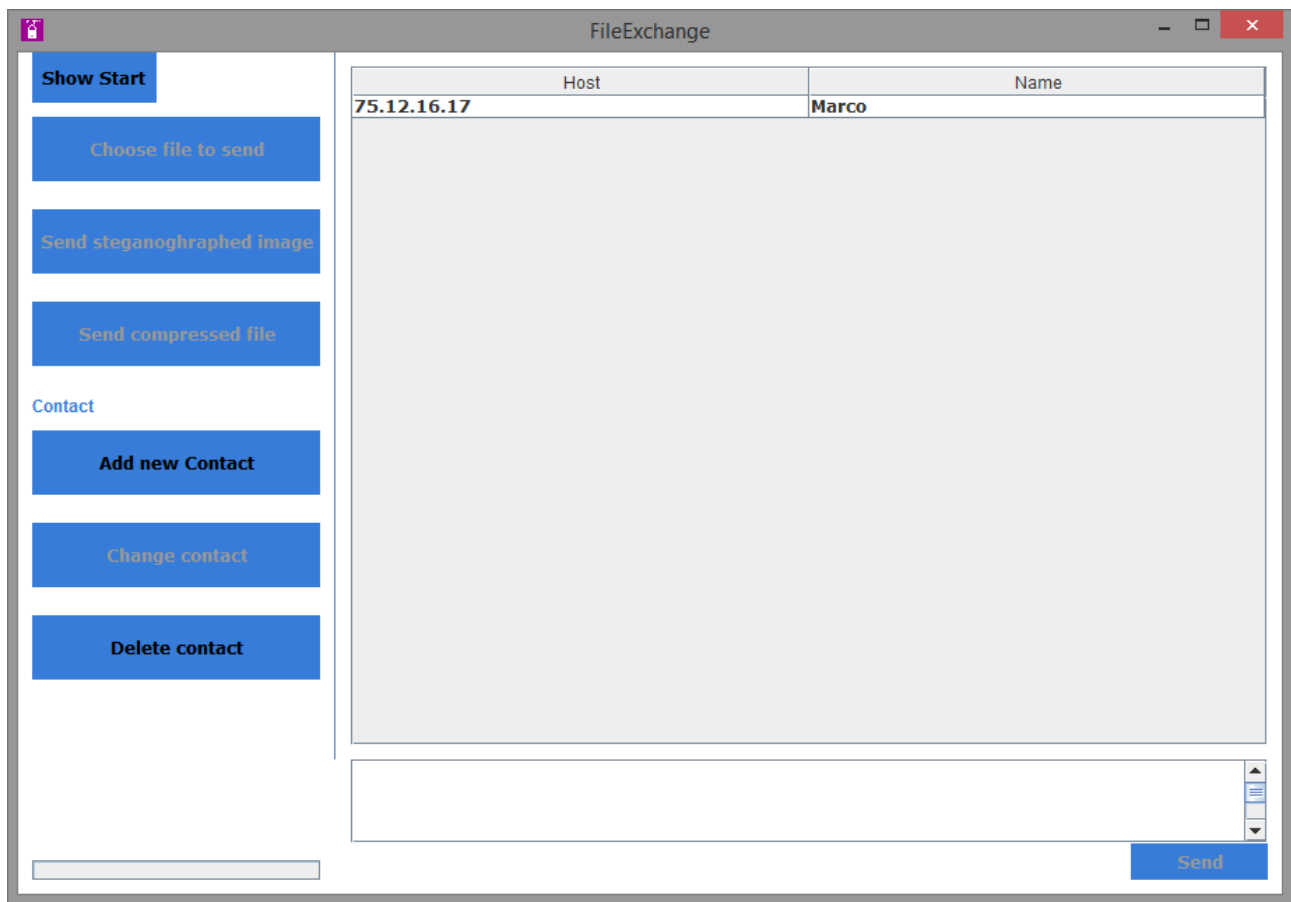 FileExchange
Show Start
Choose file to send
Send steganoghraphed image
Send compressed file
Contact
Add new Contact
Change contact
Delete contact
Host Name
75.12.16.17 Marco
Send